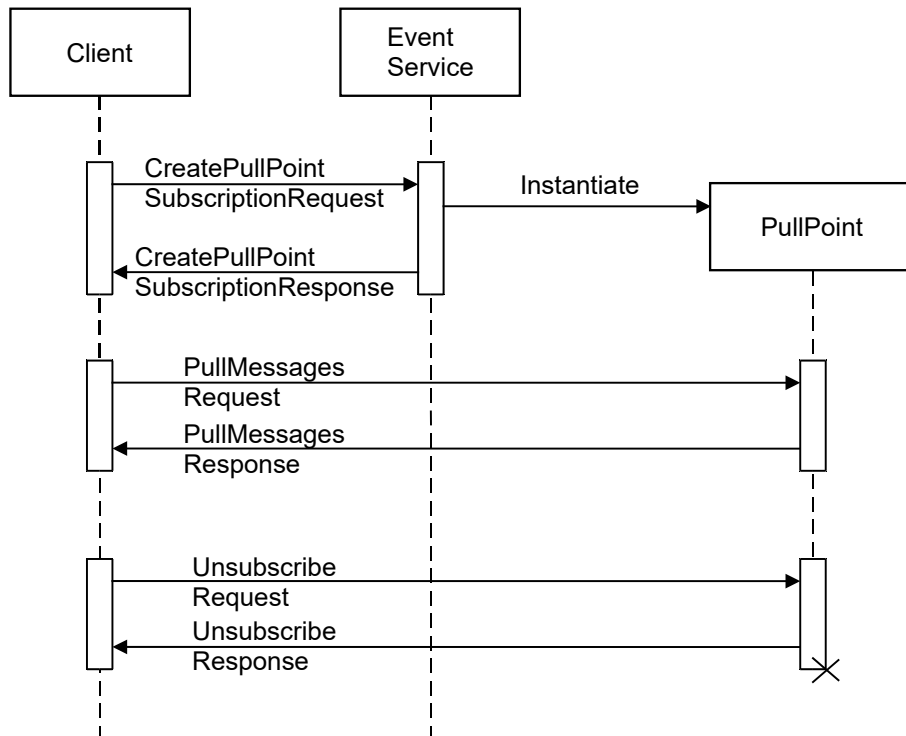 Client
Event
Service
CreatePullPoint
SubscriptionRequest
Instantiate
PullPoint
CreatePullPoint
SubscriptionResponse
PullMessages
Request
PullMessages
Response
Unsubscribe
Request
Unsubscribe
Response